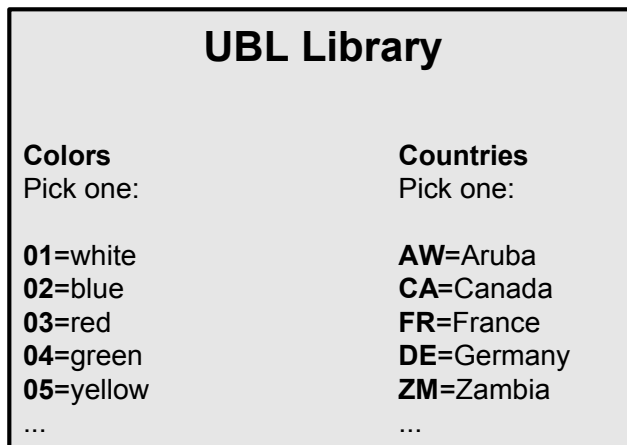 UBL Library
Colors
Pick one:
01=white
02=blue
03=red
04=green
05=yellow
...
Countries
Pick one:
AW=Aruba
CA=Canada
FR=France
DE=Germany
ZM=Zambia
...